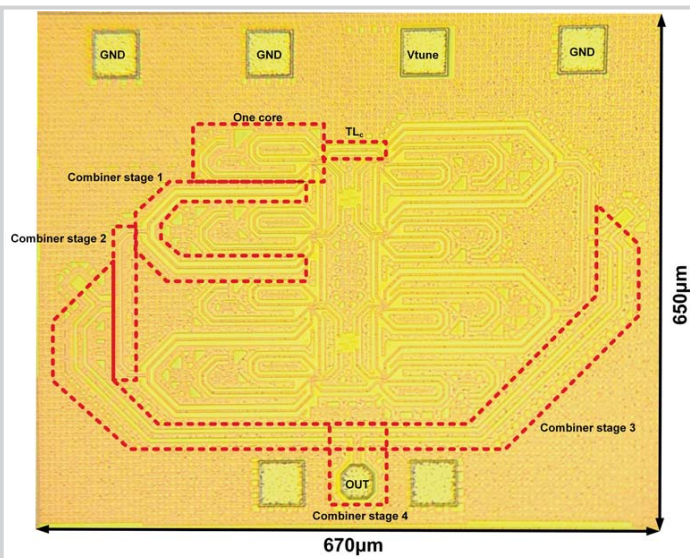 GND
GND
Vtune
GND
One core
TLc
Combiner stage 1
Combiner stage 2
650µm
Combiner stage 3
OUT
Combiner stage 4
670µm